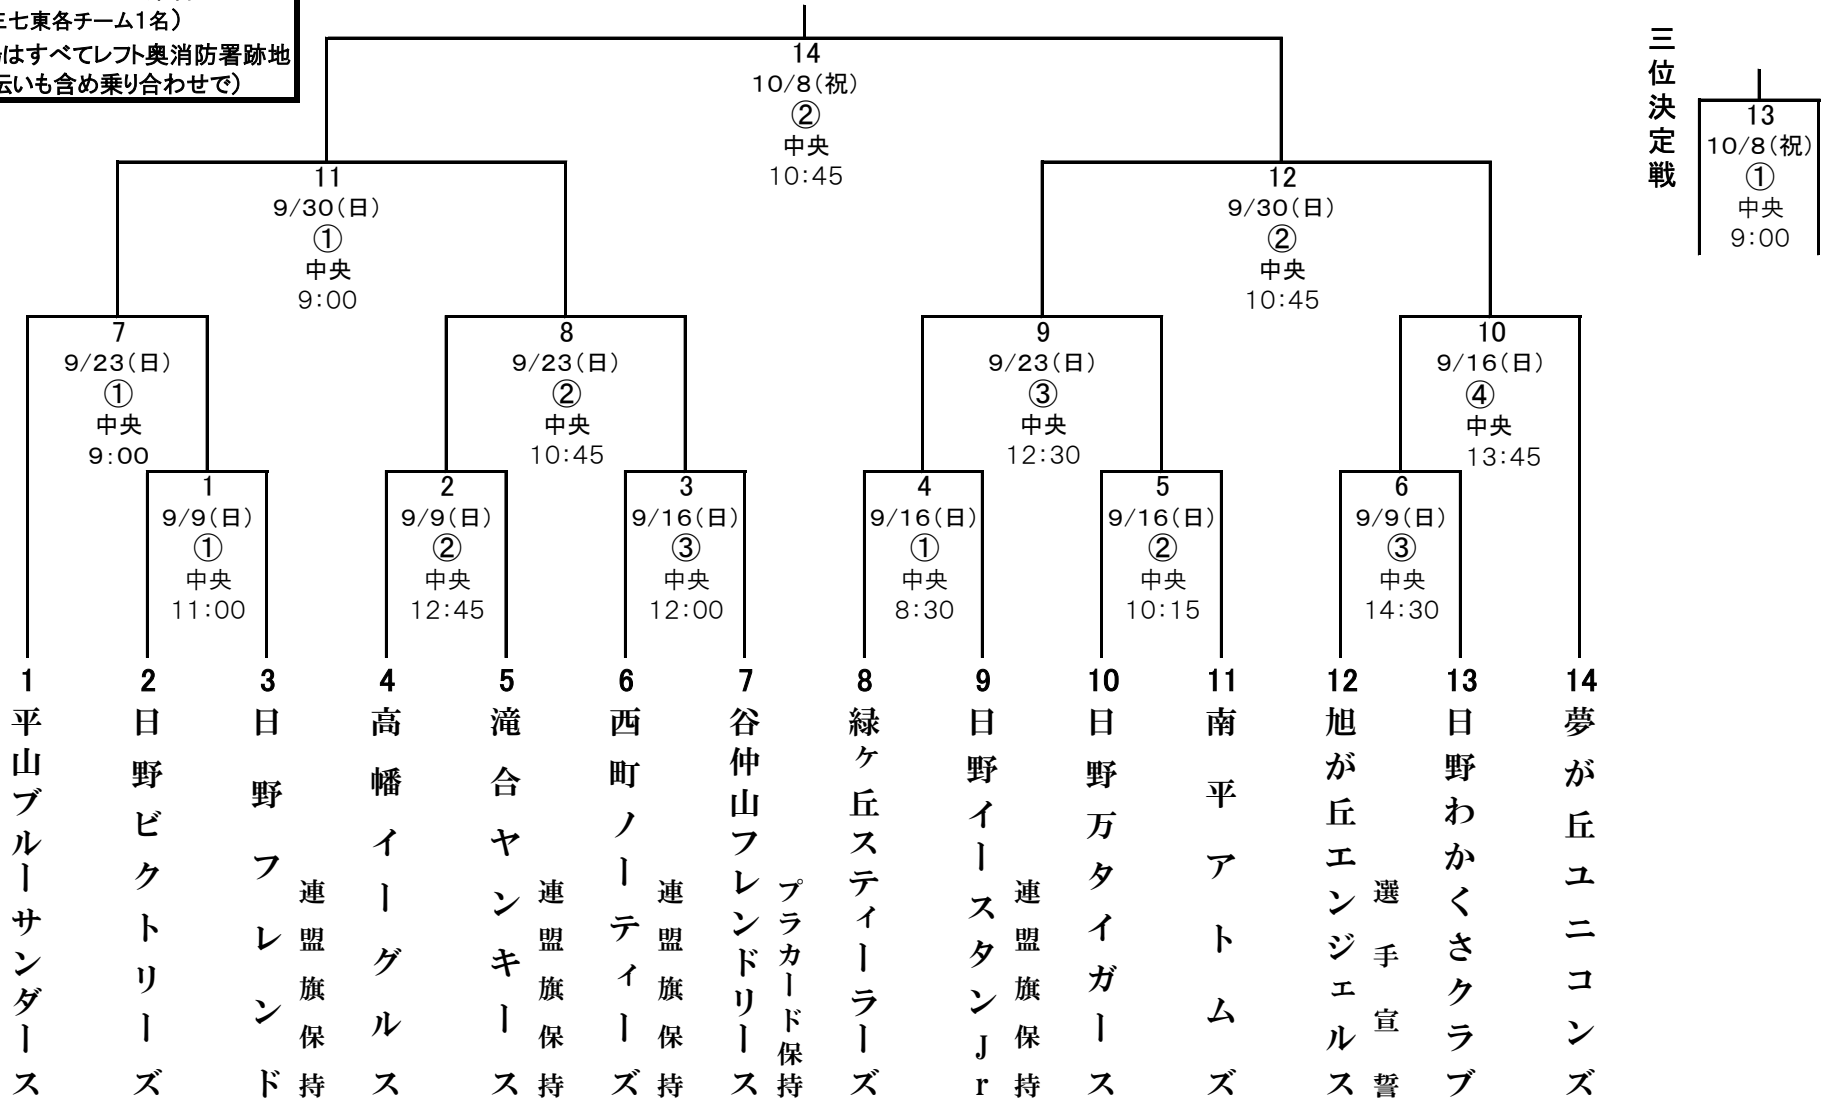 三七東各チーム1名）
はすべてレフト奥消防署跡地
伝いも含め乗り合わせで）
14
10/8（祝）
②
中央
10:45
三位決定戦
13
10/8（祝）
①
中央
9:00
11
9/30（日）
①
中央
9:00
12
9/30（日）
②
中央
10:45
7
9/23（日）
①
中央
9:00
8
9/23（日）
②
中央
10:45
9
9/23（日）
③
中央
12:30
10
9/16（日）
④
中央
13:45
1
9/9（日）
①
中央
11:00
2
9/9（日）
②
中央
12:45
3
9/16（日）
③
中央
12:00
4
9/16（日）
①
中央
8:30
5
9/16（日）
②
中央
10:15
6
9/9（日）
③
中央
14:30
1
平山ブルーサンダース
2
日野ビクトリーズ
3
日野フレンド
連盟旗保持
4
高幡イーグルス
5
滝合ヤンキース
連盟旗保持
6
西町ノーティーズ
連盟旗保持
7
谷仲山フレンドリース
プラカード保持
8
緑ヶ丘スティーラーズ
9
日野イースタンJr
連盟旗保持
10
日野万タイガース
11
南平アトムズ
12
旭が丘エンジェルス
選手宣誓
13
日野わかくさクラブ
14
夢が丘ユニコンズ